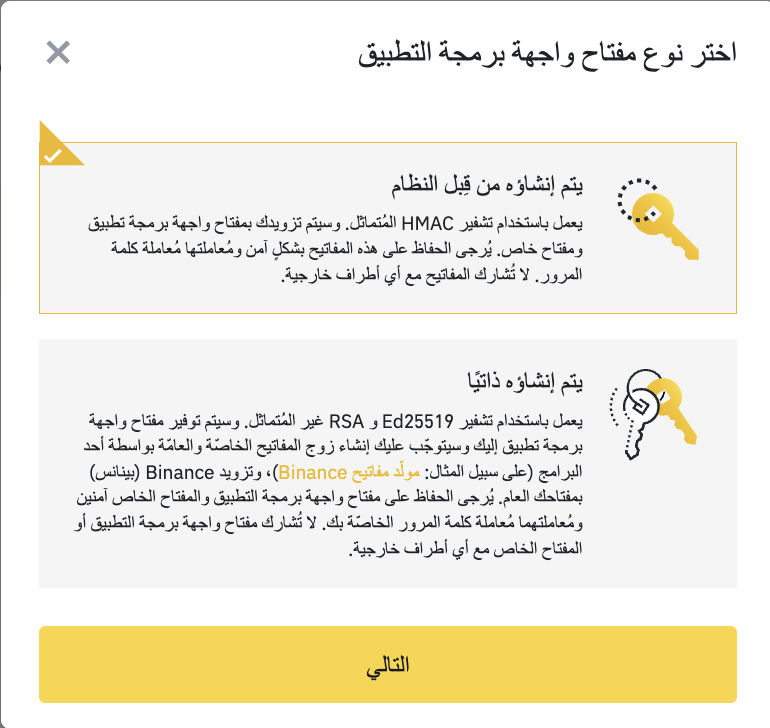 اختر نوع مفتاح واجهة برمجة التطبيق
يتم إنشاؤه من قِبل النظام
يعمل باستخدام تشفير HMAC المُتماثل. وسيتم تزويدك بمفتاح واجهة برمجة تطبيق
ومفتاح خاص. يُرجى الحفاظ على هذه المفاتيح بشكلٍ آمن ومُعاملتها مُعاملة كلمة
المرور. لا تُشارك المفاتيح مع أي أطراف خارجية.
يتم إنشاؤه ذاتيًا
يعمل باستخدام تشفير Ed25519 و RSA غير المُتماثل. وسيتم توفير مفتاح واجهة
برمجة تطبيق إليك وسيتوجّب عليك إنشاء زوج المفاتيح الخاصّة والعامّة بواسطة أحد
البرامج (على سبيل المثال: مولّد مفاتيح Binance)، وتزويد Binance (بينانس)
بمفتاحك العام. يُرجى الحفاظ على مفتاح واجهة برمجة التطبيق والمفتاح الخاص آمنين
ومُعاملتهما مُعاملة كلمة المرور الخاصّة بك. لا تُشارك مفتاح واجهة برمجة التطبيق أو
المفتاح الخاص مع أي أطراف خارجية.
التالي